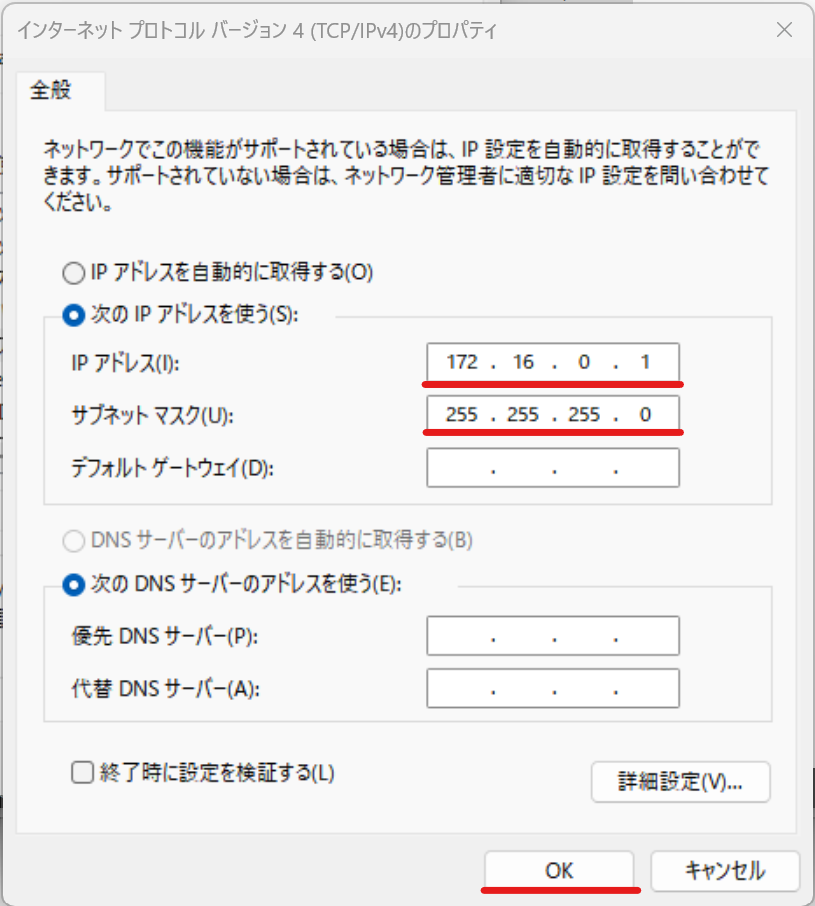 インターネット プロトコル バージョン 4 (TCP/IPv4)のプロパティ
全般
ネットワークでこの機能がサポートされている場合は、IP 設定を自動的に取得することがで
きます。サポートされていない場合は、ネットワーク管理者に適切な IP 設定を問い合わせて
ください。
IP アドレスを自動的に取得する(O)
次の IP アドレスを使う(S):
IP アドレス(I): 172 . 16 . 0 . 1
サブネット マスク(U): 255 . 255 . 255 . 0
デフォルト ゲートウェイ(D): . . .
DNS サーバーのアドレスを自動的に取得する(B)
次の DNS サーバーのアドレスを使う(E):
優先 DNS サーバー(P): . . .
代替 DNS サーバー(A): . . .
終了時に設定を検証する(L)
詳細設定(V)...
OK キャンセル